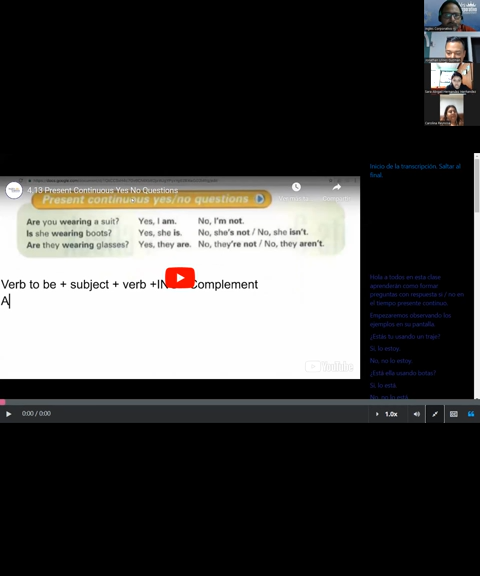 Inicio de la transcripción. Saltar al
final.
4.13 Present Continuous Yes No Questions
Present continuous yes/no questions
Are you wearing a suit? Yes, I am. No, I'm not.
Is she wearing boots? Yes, she is. No, she's not / No, she isn't.
Are they wearing glasses? Yes, they are. No, they're not / No, they aren't.
Verb to be + subject + verb +IN Complement
A
YouTube
Hola a todos en esta clase
aprenderán como formar
preguntas con respuesta si / no en
el tiempo presente continuo.
Empezaremos observando los
ejemplos en su pantalla.
¿Estás tu usando un traje?
Si, lo estoy.
No, no lo estoy.
¿Está ella usando botas?
Si, lo está.
No, no lo está.
0:00 / 0:00
1.0x